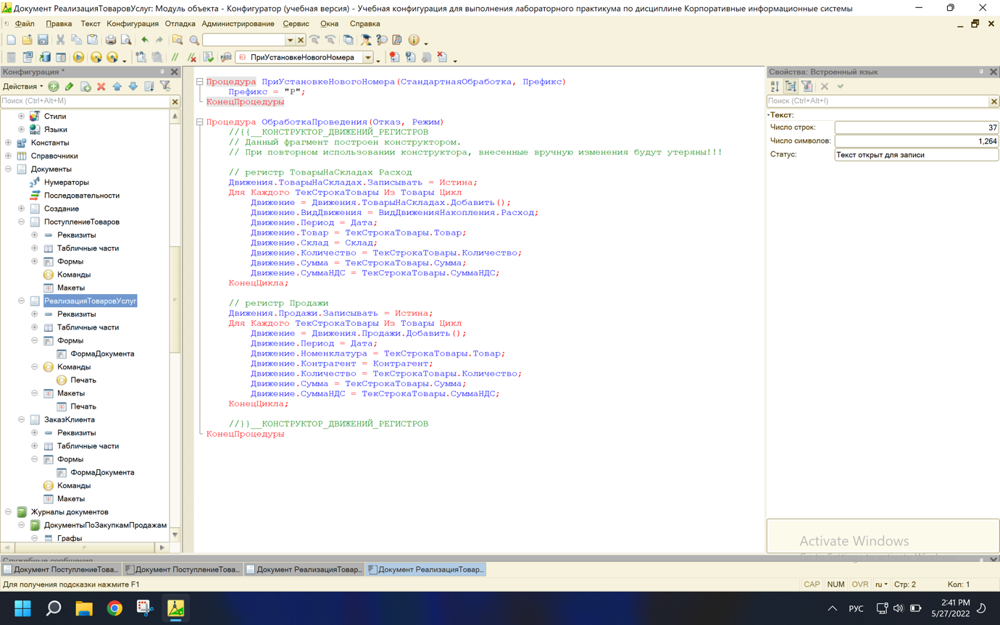 Документ РеализацияТоваровУслуг: Модуль объекта - Конфигуратор (учебная версия) - Учебная конфигурация для выполнения лабораторного практикума по дисциплине Корпоративные информационные системы
Файл Правка Текст Конфигурация Отладка Администрирование Сервис Окна Справка
ПриУстановкеНовогоНомера
Конфигурация *
Действия
Поиск (Ctrl+Alt+M)
Стили
Языки
Константы
Справочники
Документы
Нумераторы
Последовательности
Создание
ПоступлениеТоваров
Реквизиты
Табличные части
Формы
Команды
Макеты
РеализацияТоваровУслуг
Реквизиты
Табличные части
Формы
ФормаДокумента
Команды
Печать
Макеты
Печать
ЗаказКлиента
Реквизиты
Табличные части
Формы
ФормаДокумента
Команды
Макеты
Журналы документов
ДокументыПоЗакупкамПродажам
Графы
Процедура ПриУстановкеНовогоНомера(СтандартнаяОбработка, Префикс)
Префикс = "Р";
КонецПроцедуры
Процедура ОбработкаПроведения(Отказ, Режим)
//{{__КОНСТРУКТОР_ДВИЖЕНИЙ_РЕГИСТРОВ
// Данный фрагмент построен конструктором.
// При повторном использовании конструктора, внесенные вручную изменения будут утеряны!!!
// регистр ТоварыНаСкладах Расход
Движения.ТоварыНаСкладах.Записывать = Истина;
Для Каждого ТекСтрокаТовары Из Товары Цикл
Движение = Движения.ТоварыНаСкладах.Добавить();
Движение.ВидДвижения = ВидДвиженияНакопления.Расход;
Движение.Период = Дата;
Движение.Товар = ТекСтрокаТовары.Товар;
Движение.Склад = Склад;
Движение.Количество = ТекСтрокаТовары.Количество;
Движение.Сумма = ТекСтрокаТовары.Сумма;
Движение.СуммаНДС = ТекСтрокаТовары.СуммаНДС;
КонецЦикла;
// регистр Продажи
Движения.Продажи.Записывать = Истина;
Для Каждого ТекСтрокаТовары Из Товары Цикл
Движение = Движения.Продажи.Добавить();
Движение.Период = Дата;
Движение.Номенклатура = ТекСтрокаТовары.Товар;
Движение.Контрагент = Контрагент;
Движение.Количество = ТекСтрокаТовары.Количество;
Движение.Сумма = ТекСтрокаТовары.Сумма;
Движение.СуммаНДС = ТекСтрокаТовары.СуммаНДС;
КонецЦикла;
//}}__КОНСТРУКТОР_ДВИЖЕНИЙ_РЕГИСТРОВ
КонецПроцедуры
Свойства: Встроенный язык
Поиск (Ctrl+Alt+I)
Текст:
Число строк: 37
Число символов: 1,264
Статус: Текст открыт для записи
Activate Windows
Go to Settings to activate Windows.
Служебные сообщения
Документ ПоступлениеТова... Документ ПоступлениеТова... Документ РеализацияТовар... Документ РеализацияТовар...
Для получения подсказки нажмите F1 CAP NUM OVR ru Стр: 2 Кол: 1
РУС 2:41 PM
5/27/2022